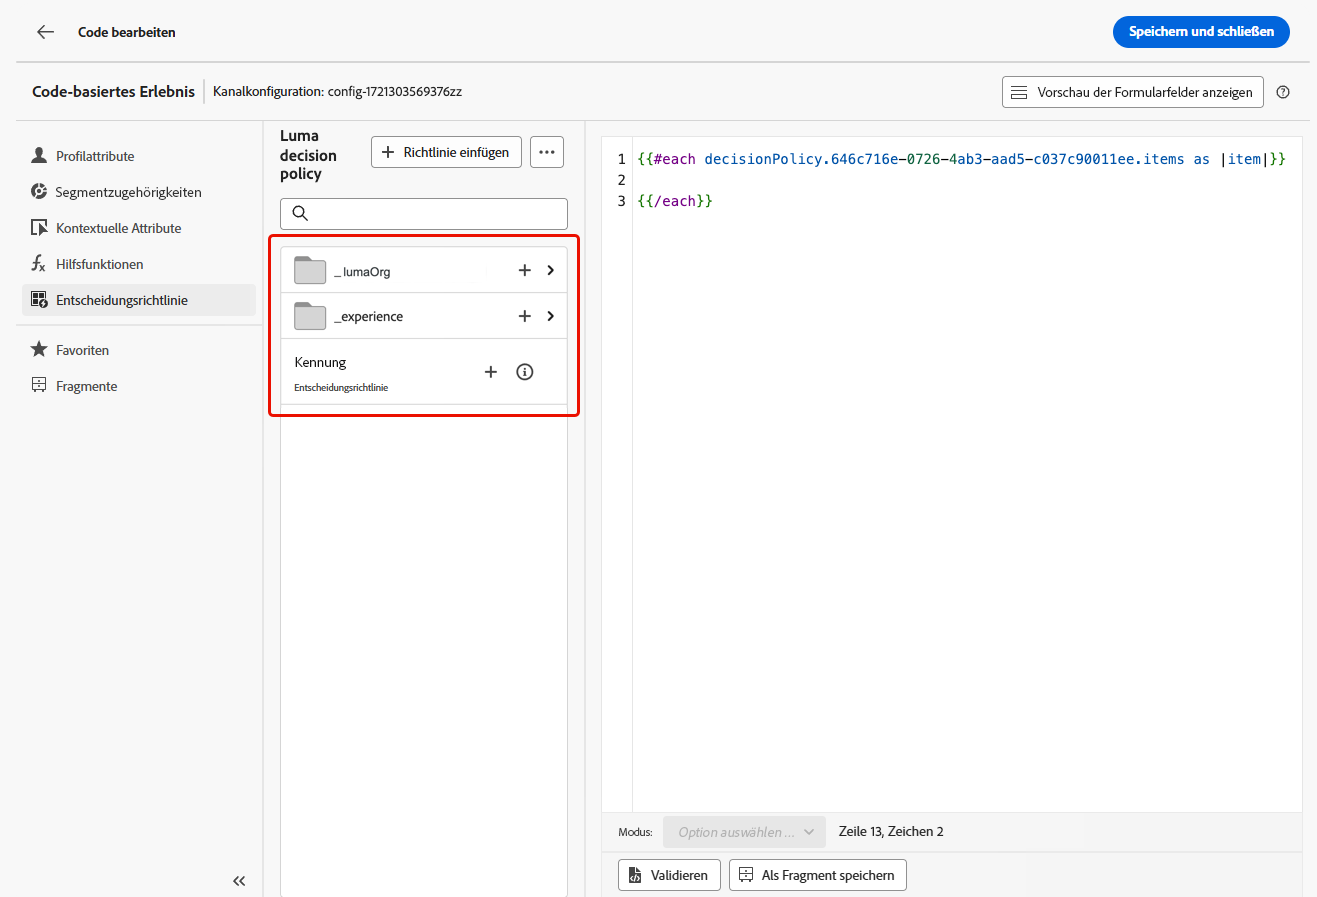 Code bearbeiten
Speichern und schließen
Code-basiertes Erlebnis
Kanalkonfiguration: config-1721303569376zz
Vorschau der Formularfelder anzeigen
Profilattribute
Segmentzugehörigkeiten
Kontextuelle Attribute
Hilfsfunktionen
Entscheidungsrichtlinie
Favoriten
Fragmente
Luma
decision
policy
Richtlinie einfügen
_lumaOrg
_experience
Kennung
Entscheidungsrichtlinie
1 {{#each decisionPolicy.646c716e-0726-4ab3-aad5-c037c90011ee.items as |item|}}
2
3 {{/each}}
Modus:
Option auswählen ...
Zeile 13, Zeichen 2
Validieren
Als Fragment speichern